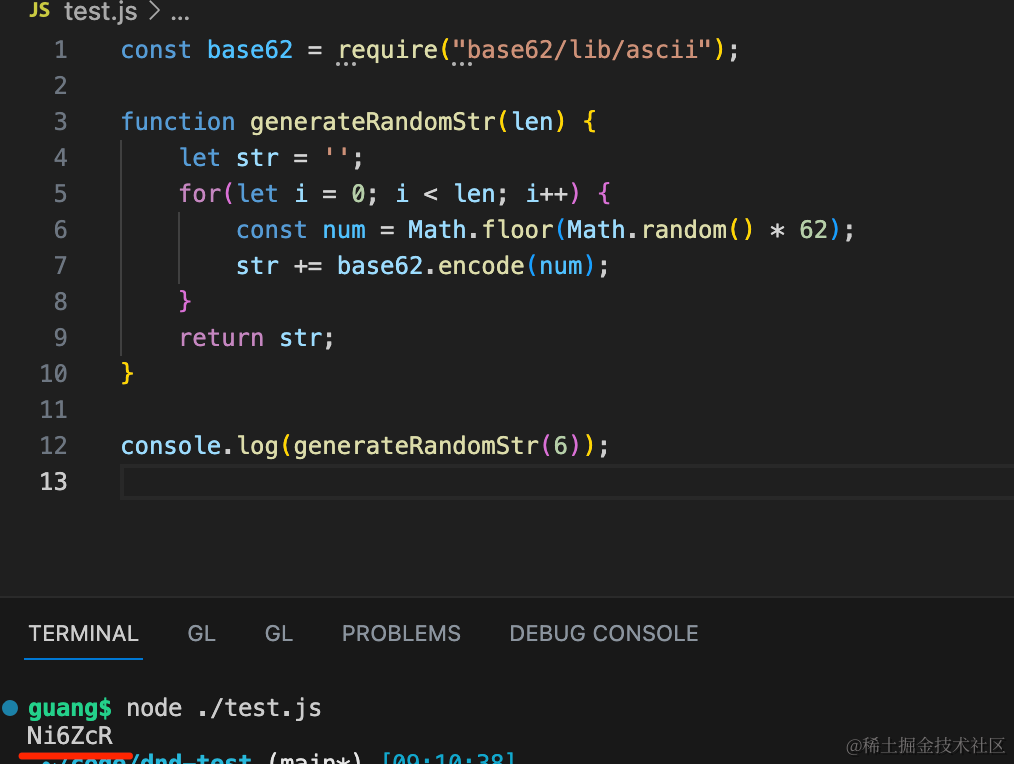 JS test.js > ...
1 const base62 = require("base62/lib/ascii");
2
3 function generateRandomStr(len) {
4 let str = '';
5 for(let i = 0; i < len; i++) {
6 const num = Math.floor(Math.random() * 62);
7 str += base62.encode(num);
8 }
9 return str;
10 }
11
12 console.log(generateRandomStr(6));
13
TERMINAL GL GL PROBLEMS DEBUG CONSOLE
guang$ node ./test.js
Ni6ZcR
~/code/dnd-test (main*) [09:10:38]
@稀土掘金技术社区